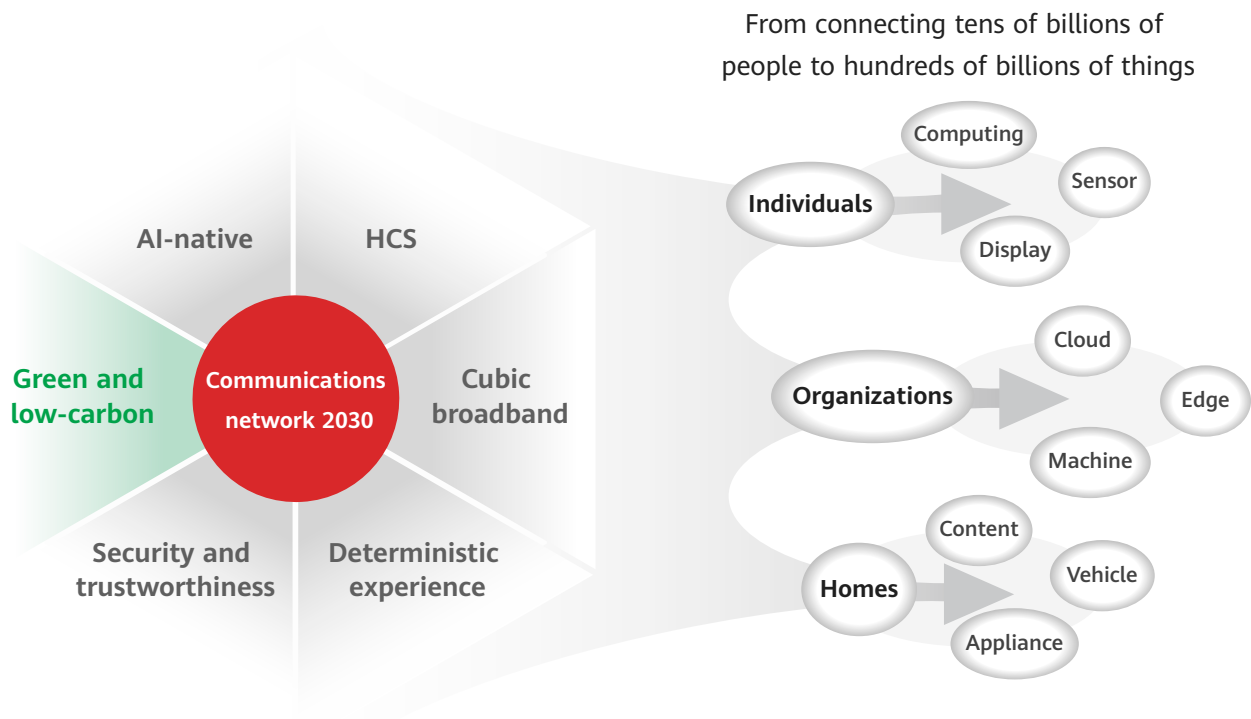 From connecting tens of billions of
people to hundreds of billions of things
AI-native
HCS
Green and
low-carbon
Communications
network 2030
Cubic
broadband
Security and
trustworthiness
Deterministic
experience
Individuals
Computing
Sensor
Display
Organizations
Cloud
Edge
Machine
Homes
Content
Vehicle
Appliance